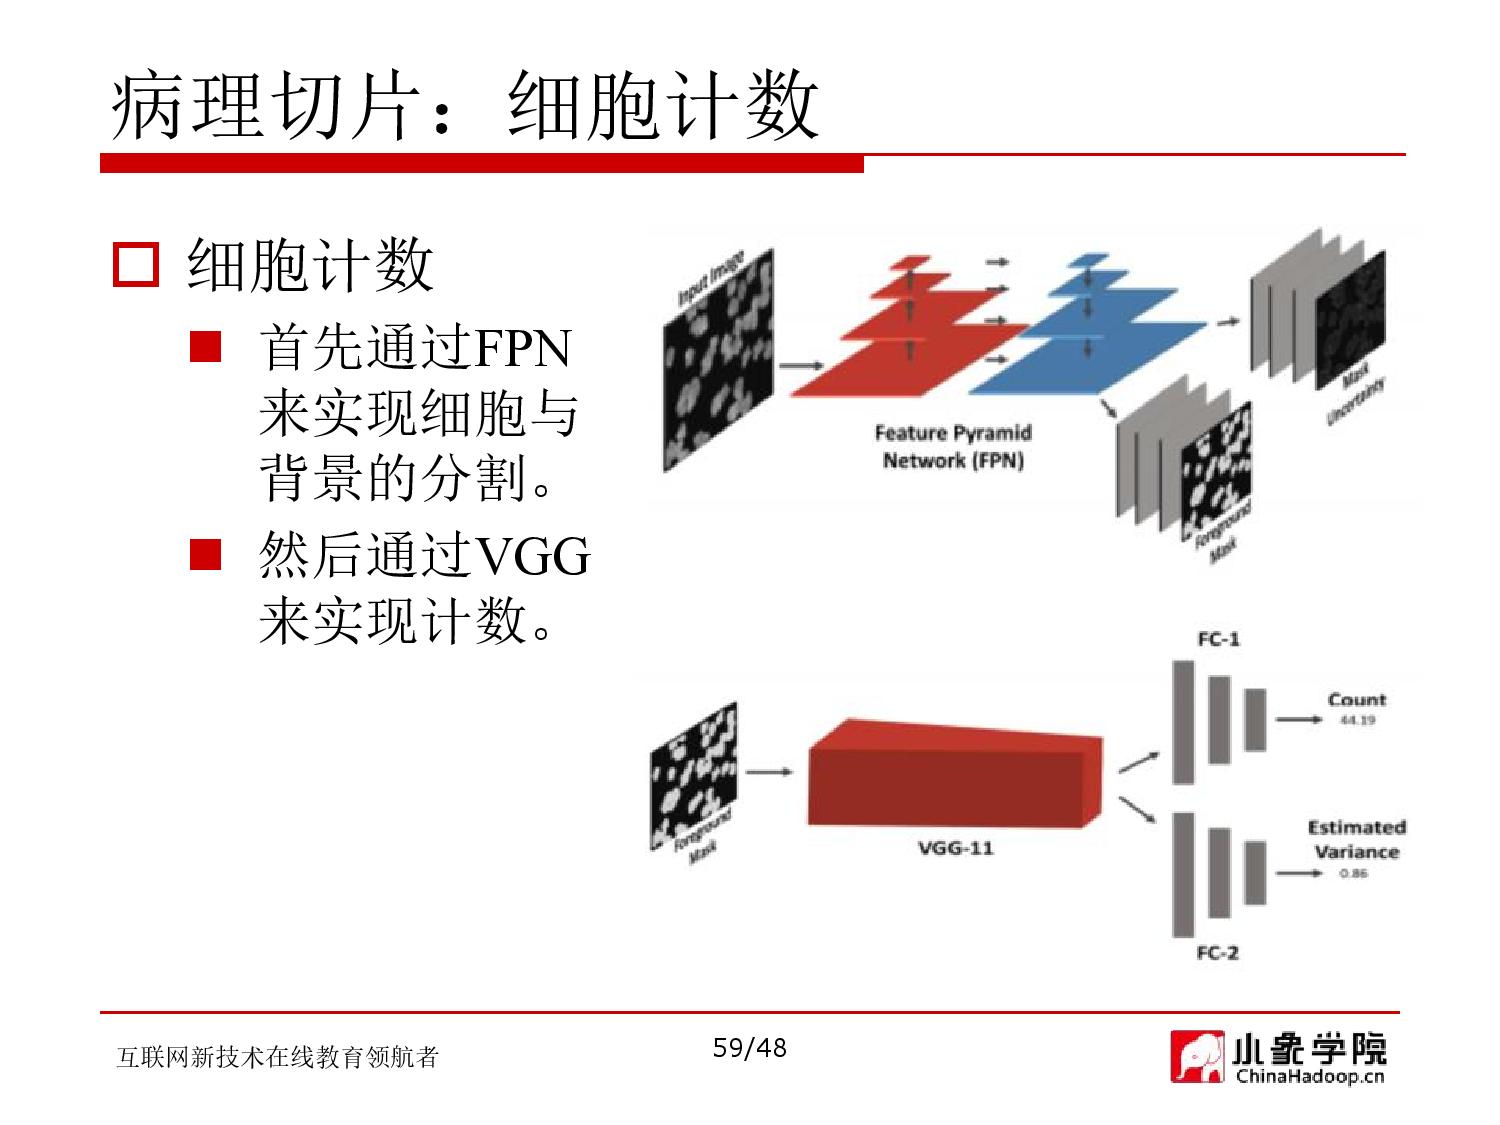 病理切片：细胞计数
细胞计数
首先通过FPN
来实现细胞与
背景的分割。
然后通过VGG
来实现计数。
Input Image
Feature Pyramid
Network (FPN)
Mask
Uncertainty
Foreground
Mask
FC-1
Count
44.19
Foreground
Mask
VGG-11
Estimated
Variance
0.86
FC-2
互联网新技术在线教育领航者
59/48
小象学院
ChinaHadoop.cn